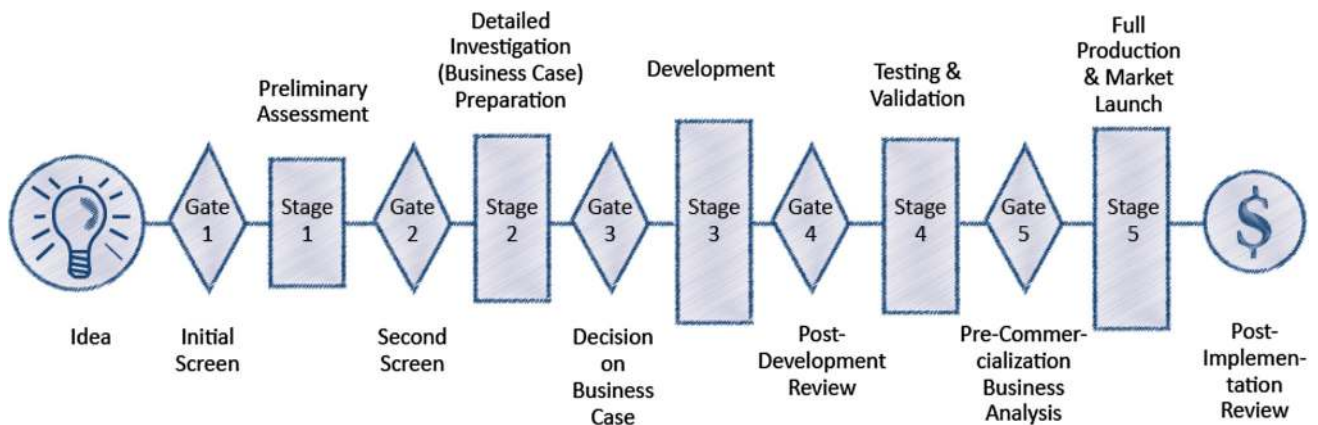 Preliminary
Assessment
Detailed
Investigation
(Business Case)
Preparation
Development
Testing &
Validation
Full
Production
& Market
Launch
Gate
1
Stage
1
Gate
2
Stage
2
Gate
3
Stage
3
Gate
4
Stage
4
Gate
5
Stage
5
$
Idea
Initial
Screen
Second
Screen
Decision
on
Business
Case
Post-
Development
Review
Pre-Commer-
cialization
Business
Analysis
Post-
Implemen-
tation
Review